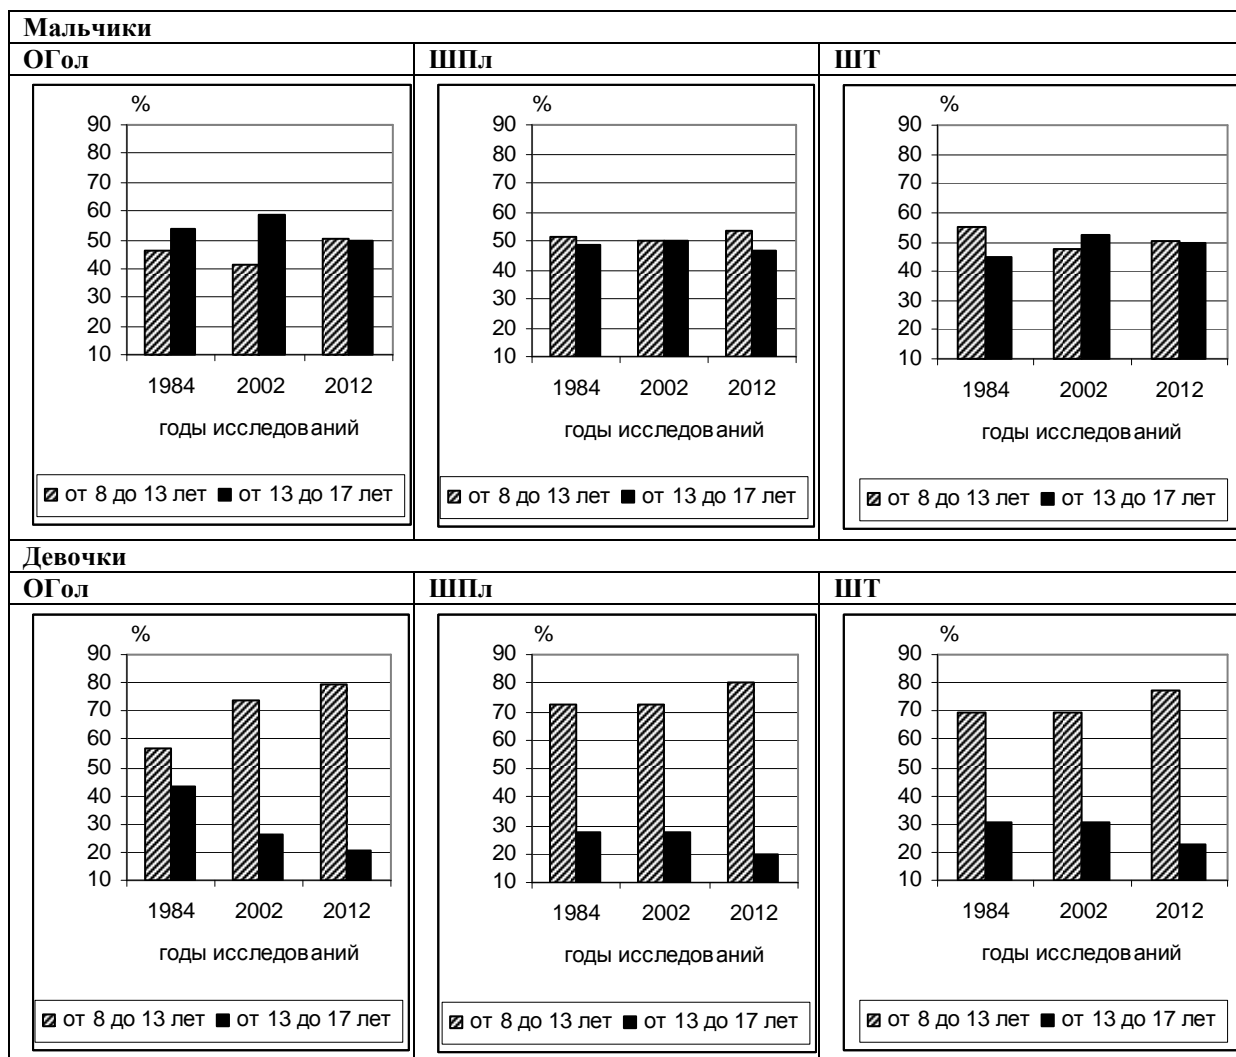 Мальчики
ОГол ШПл ШТ
% % %
90 90 90
80 80 80
70 70 70
60 60 60
50 50 50
40 40 40
30 30 30
20 20 20
10 10 10
1984 2002 2012 1984 2002 2012 1984 2002 2012
годы исследований годы исследований годы исследований
от 8 до 13 лет от 13 до 17 лет от 8 до 13 лет от 13 до 17 лет от 8 до 13 лет от 13 до 17 лет
Девочки
ОГол ШПл ШТ
% % %
90 90 90
80 80 80
70 70 70
60 60 60
50 50 50
40 40 40
30 30 30
20 20 20
10 10 10
1984 2002 2012 1984 2002 2012 1984 2002 2012
годы исследований годы исследований годы исследований
от 8 до 13 лет от 13 до 17 лет от 8 до 13 лет от 13 до 17 лет от 8 до 13 лет от 13 до 17 лет